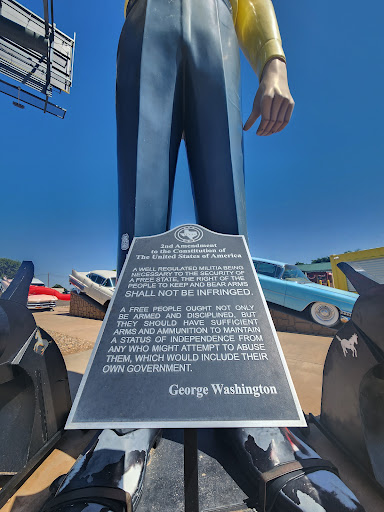 2nd Amendment
to the Constitution of
The United States of America
A WELL REGULATED MILITIA BEING
NECESSARY TO THE SECURITY OF
A FREE STATE, THE RIGHT OF THE
PEOPLE TO KEEP AND BEAR ARMS
SHALL NOT BE INFRINGED.
A FREE PEOPLE OUGHT NOT ONLY
BE ARMED AND DISCIPLINED, BUT
THEY SHOULD HAVE SUFFICIENT
ARMS AND AMMUNITION TO MAINTAIN
A STATUS OF INDEPENDENCE FROM
ANY WHO MIGHT ATTEMPT TO ABUSE
THEM, WHICH WOULD INCLUDE THEIR
OWN GOVERNMENT.
George Washington